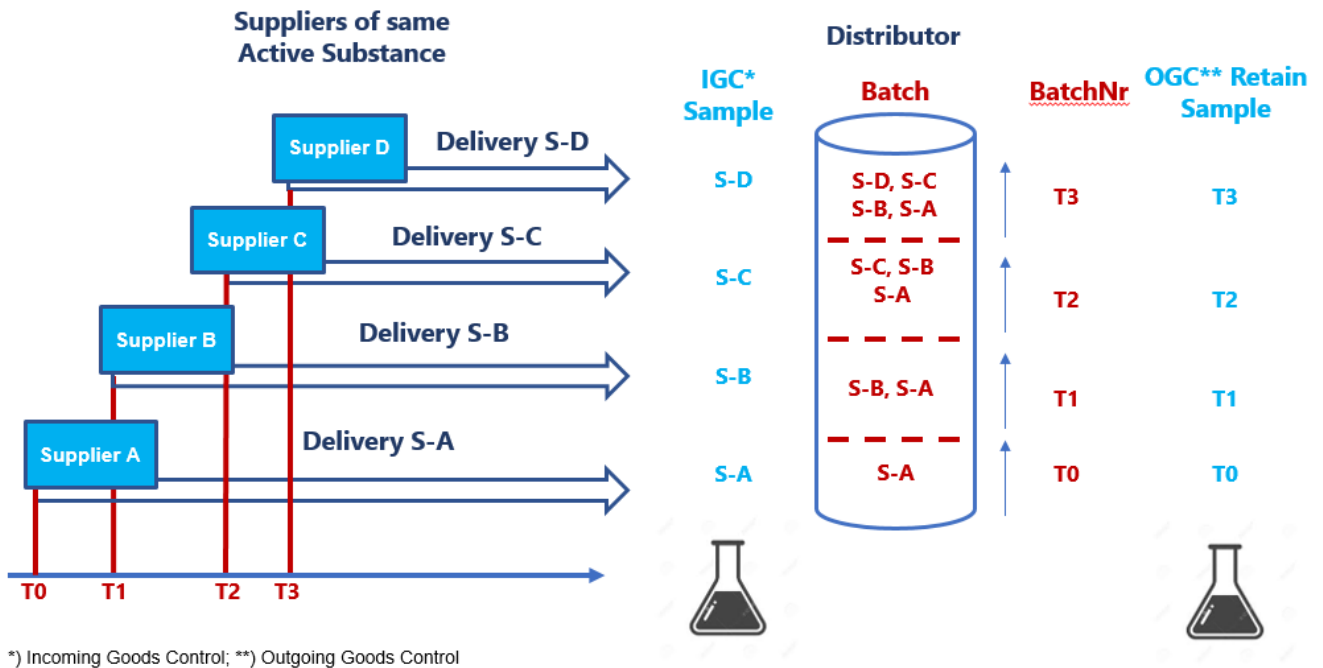 Suppliers of same
Active Substance
Distributor
IGC*
Sample
Batch
BatchNr
OGC** Retain
Sample
Supplier D
Delivery S-D
S-D
S-D, S-C
S-B, S-A
T3
T3
Supplier C
Delivery S-C
S-C
S-C, S-B
S-A
T2
T2
Supplier B
Delivery S-B
S-B
S-B, S-A
T1
T1
Supplier A
Delivery S-A
S-A
S-A
T0
T0
T0
T1
T2
T3
*) Incoming Goods Control; **) Outgoing Goods Control